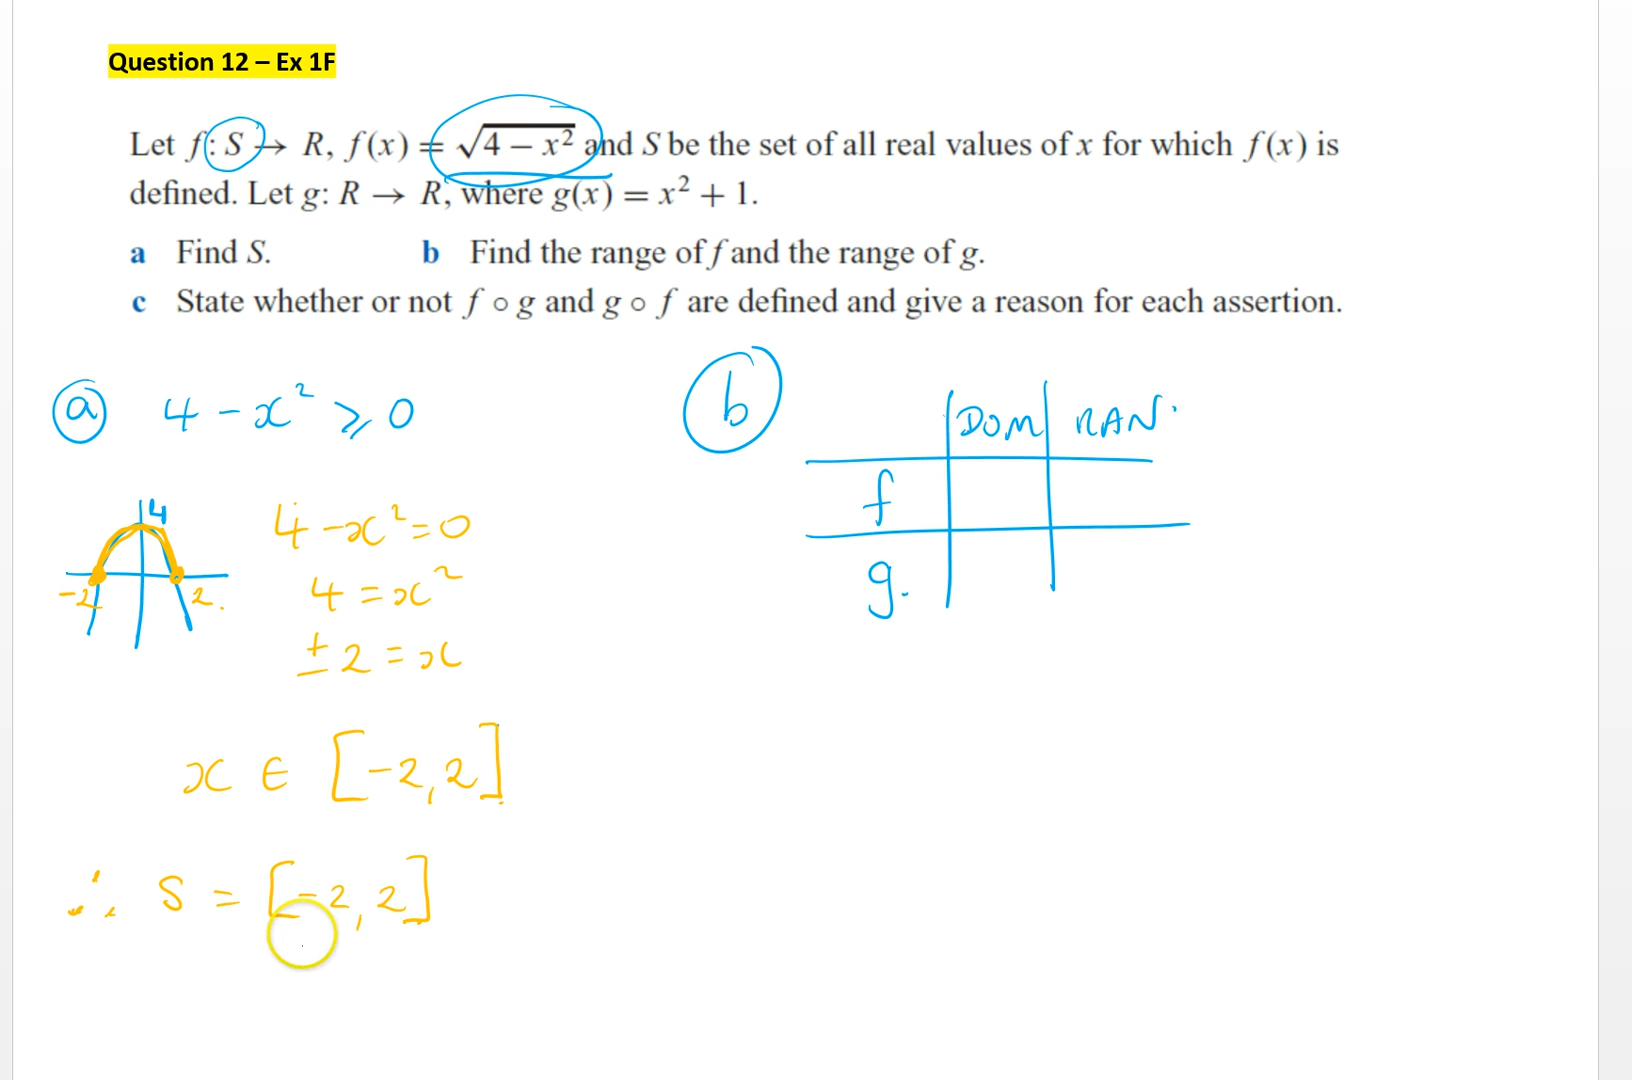 Question 12 – Ex 1F
Let f: S → R, f(x) = √4 – x² and S be the set of all real values of x for which f(x) is
defined. Let g: R → R, where g(x) = x² + 1.
a Find S. b Find the range of f and the range of g.
c State whether or not f ∘ g and g ∘ f are defined and give a reason for each assertion.
a 4 - x² ⩾ 0
4
-2 2.
4 - x² = 0
4 = x²
± 2 = x
x ∈ [-2, 2]
∴ S = [-2, 2]
b
DOM RAN.
f
g.